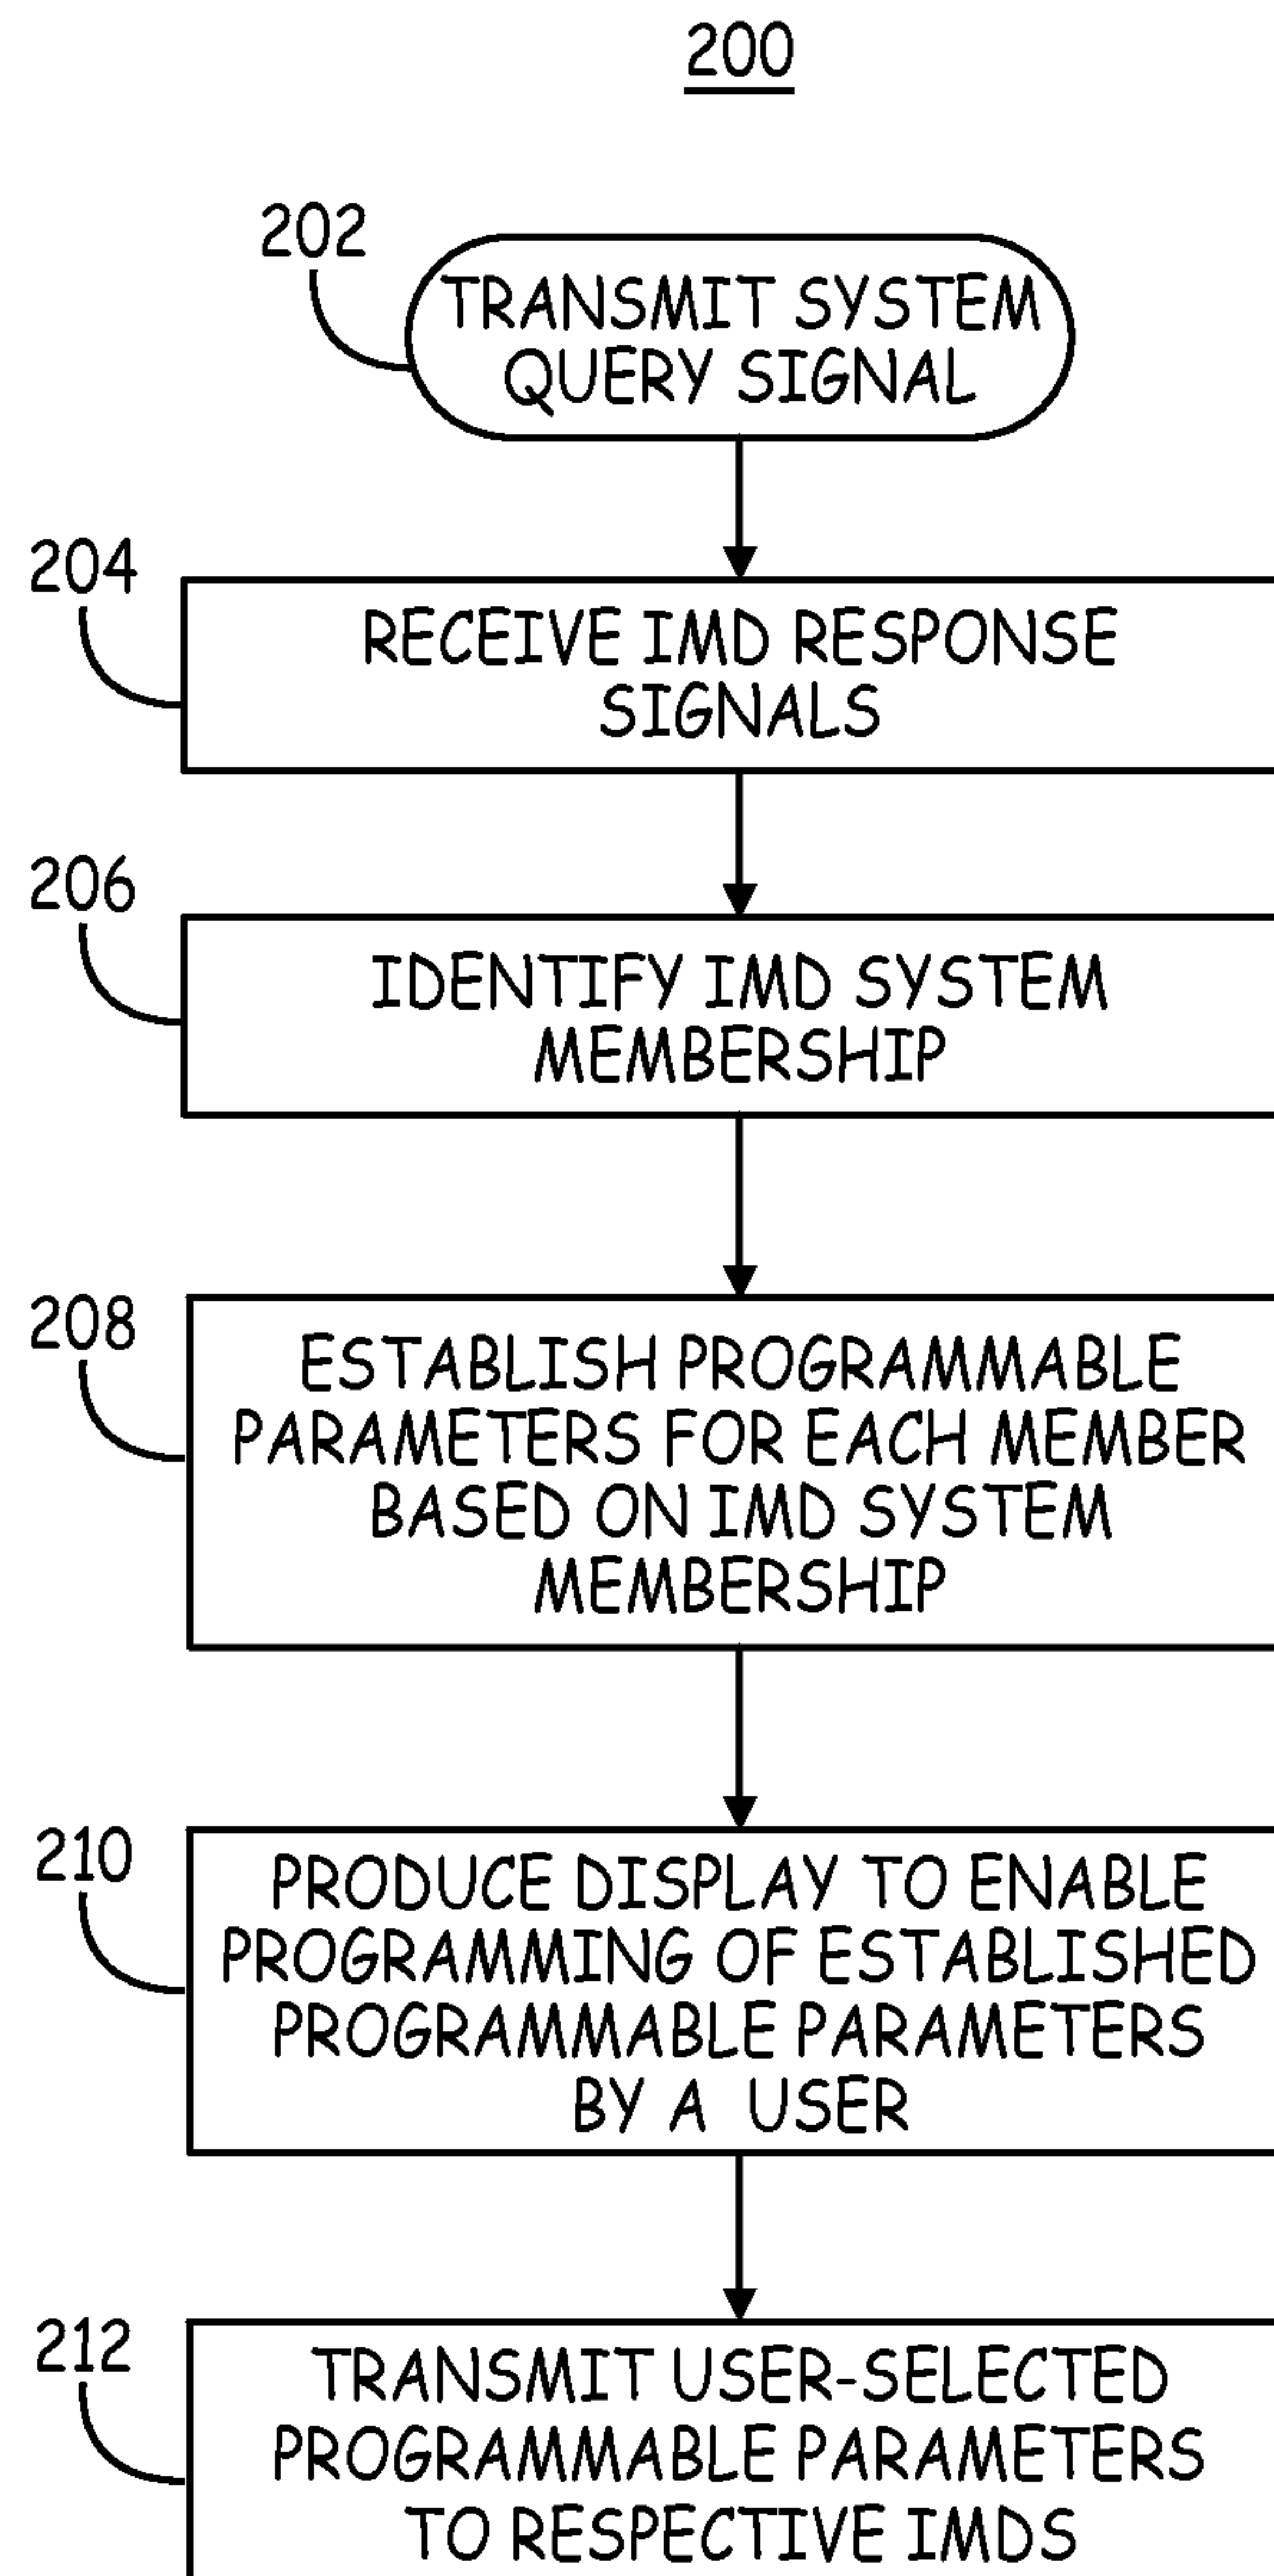 200
202
TRANSMIT SYSTEM
QUERY SIGNAL
204
RECEIVE IMD RESPONSE
SIGNALS
206
IDENTIFY IMD SYSTEM
MEMBERSHIP
208
ESTABLISH PROGRAMMABLE
PARAMETERS FOR EACH MEMBER
BASED ON IMD SYSTEM
MEMBERSHIP
210
PRODUCE DISPLAY TO ENABLE
PROGRAMMING OF ESTABLISHED
PROGRAMMABLE PARAMETERS
BY A USER
212
TRANSMIT USER-SELECTED
PROGRAMMABLE PARAMETERS
TO RESPECTIVE IMDS